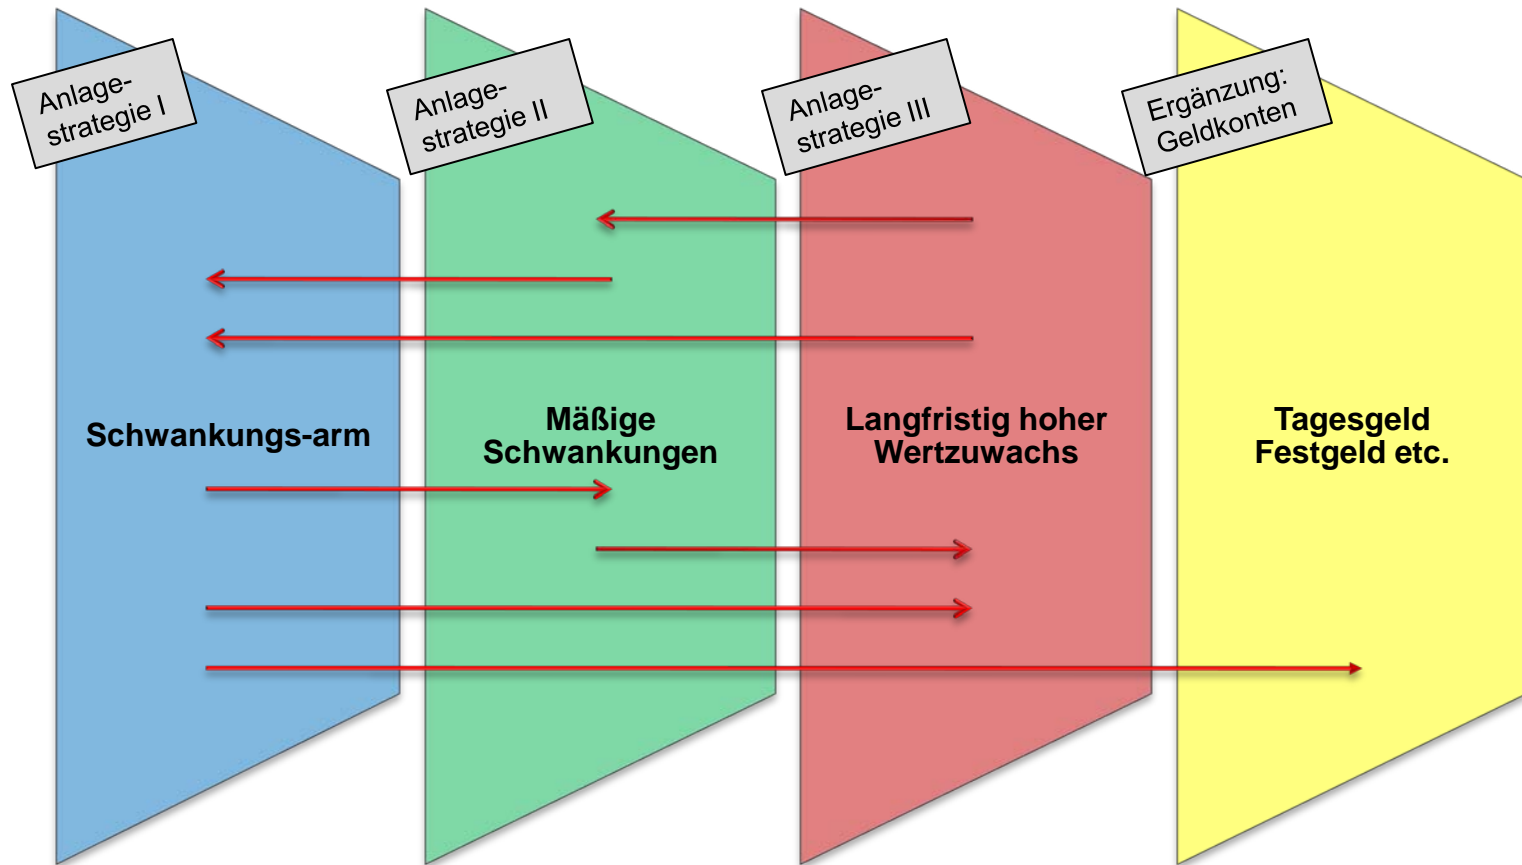 Anlage-
strategie I
Anlage-
strategie II
Anlage-
strategie III
Ergänzung:
Geldkonten
Schwankungs-arm
Mäßige
Schwankungen
Langfristig hoher
Wertzuwachs
Tagesgeld
Festgeld etc.